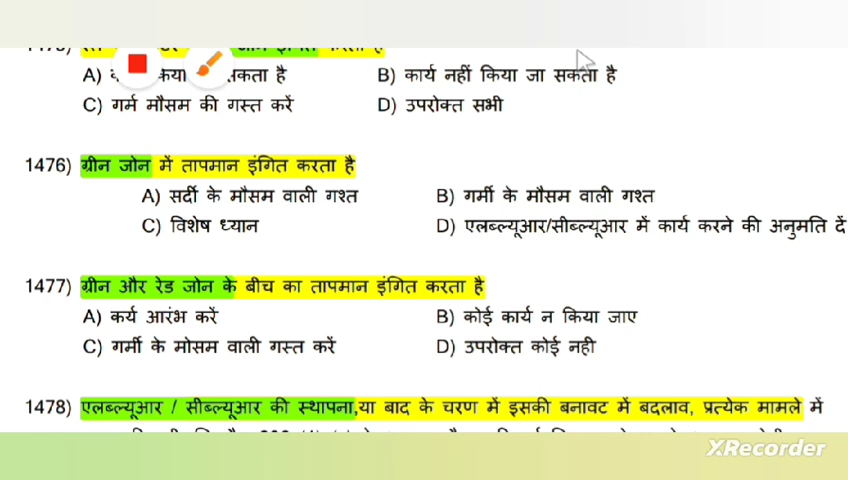 A) सकता है B) कार्य नहीं किया जा सकता है
C) गर्म मौसम की गस्त करें D) उपरोक्त सभी
1476) ग्रीन जोन में तापमान इंगित करता है
A) सर्दी के मौसम वाली गश्त B) गर्मी के मौसम वाली गश्त
C) विशेष ध्यान D) एलब्ल्यूआर/सीब्ल्यूआर में कार्य करने की अनुमति दें
1477) ग्रीन और रेड जोन के बीच का तापमान इंगित करता है
A) कर्य आरंभ करें B) कोई कार्य न किया जाए
C) गर्मी के मोसम वाली गस्त करें D) उपरोक्त कोई नही
1478) एलब्ल्यूआर / सीब्ल्यूआर की स्थापना,या बाद के चरण में इसकी बनावट में बदलाव, प्रत्येक मामले में
XRecorder